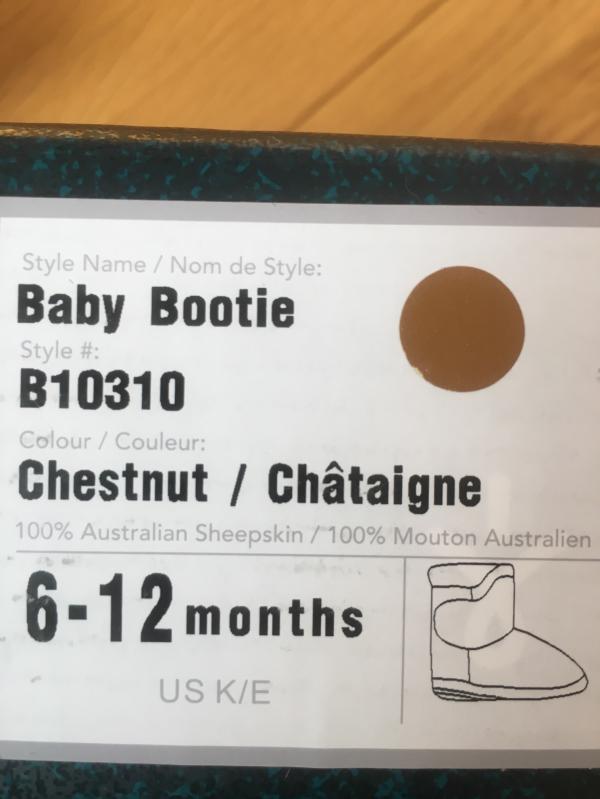 Style Name / Nom de Style:
Baby Bootie
Style #:
B10310
Colour / Couleur:
Chestnut / Châtaigne
100% Australian Sheepskin / 100% Mouton Australien
6-12 months
US K/E